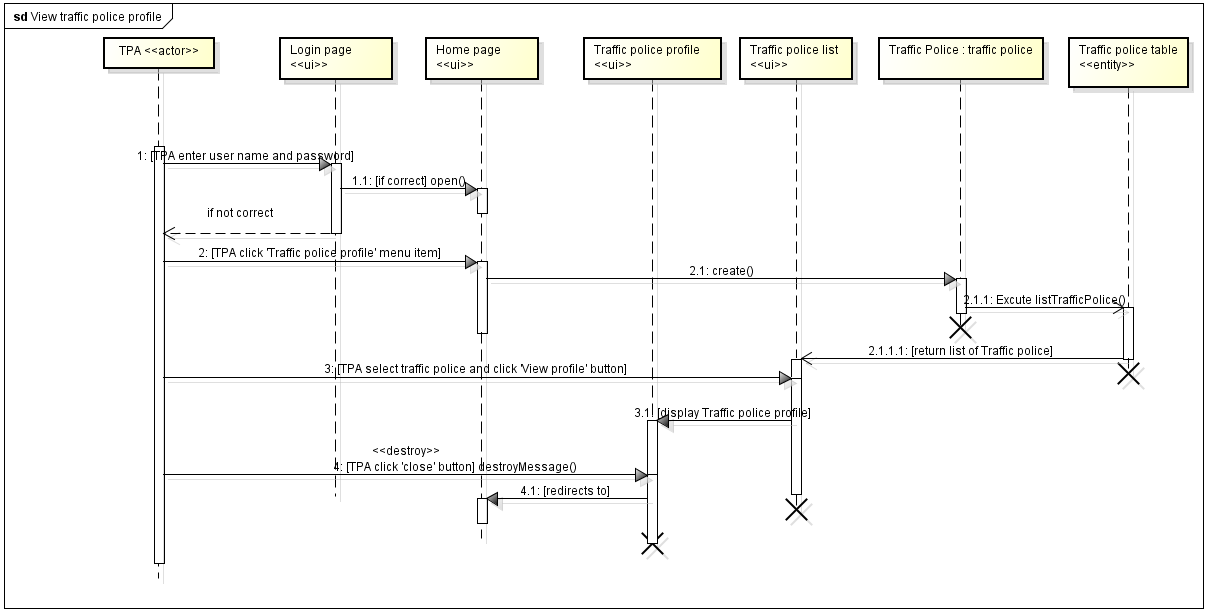 sd View traffic police profile
TPA <<actor>>
Login page
<<ui>>
Home page
<<ui>>
Traffic police profile
<<ui>>
Traffic police list
<<ui>>
Traffic Police : traffic police
Traffic police table
<<entity>>
1: [TPA enter user name and password]
1.1: [if correct] open()
if not correct
2: [TPA click 'Traffic police profile' menu item]
2.1: create()
2.1.1: Excute listTrafficPolice()
2.1.1.1: [return list of Traffic police]
3: [TPA select traffic police and click 'View profile' button]
3.1: [display Traffic police profile]
<<destroy>>
4: [TPA click 'close' button] destroyMessage()
4.1: [redirects to]